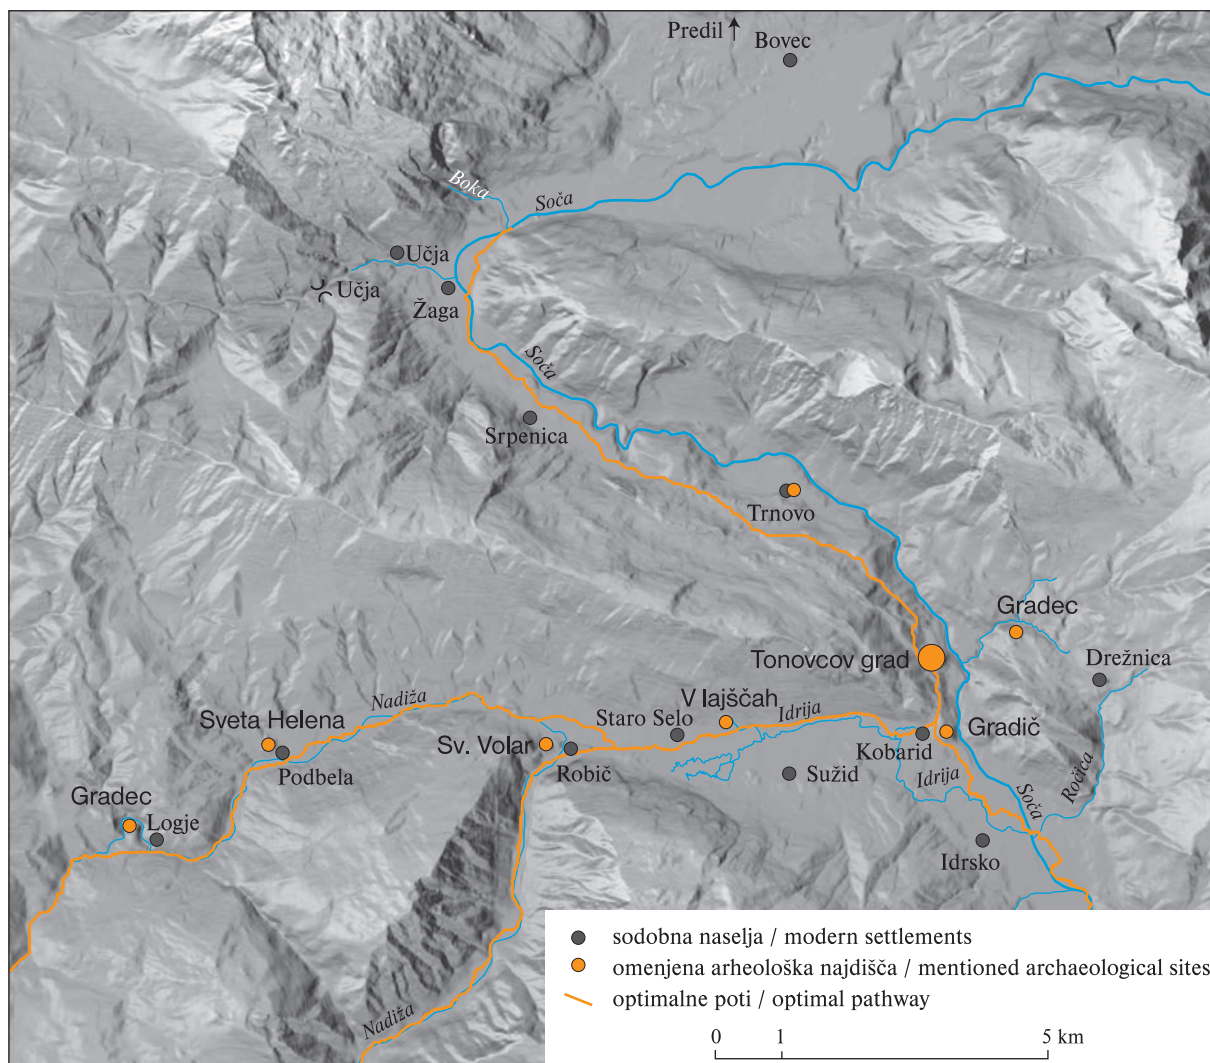 Predil
Bovec
Boka
Soča
Učja
Učja
Žaga
Soča
Srpenica
Trnovo
Gradec
Tonovcov grad
Drežnica
Nadiža
V lajščah
Idrija
Sveta Helena
Staro Selo
Gradič
Sv. Volar
Kobarid
Podbela
Robič
Sužid
Idrija
Ročica
Gradec
Soča
Logje
Idrsko
Nadiža
sodobna naselja / modern settlements
omenjena arheološka najdišča / mentioned archaeological sites
optimalne poti / optimal pathway
0 1 5 km